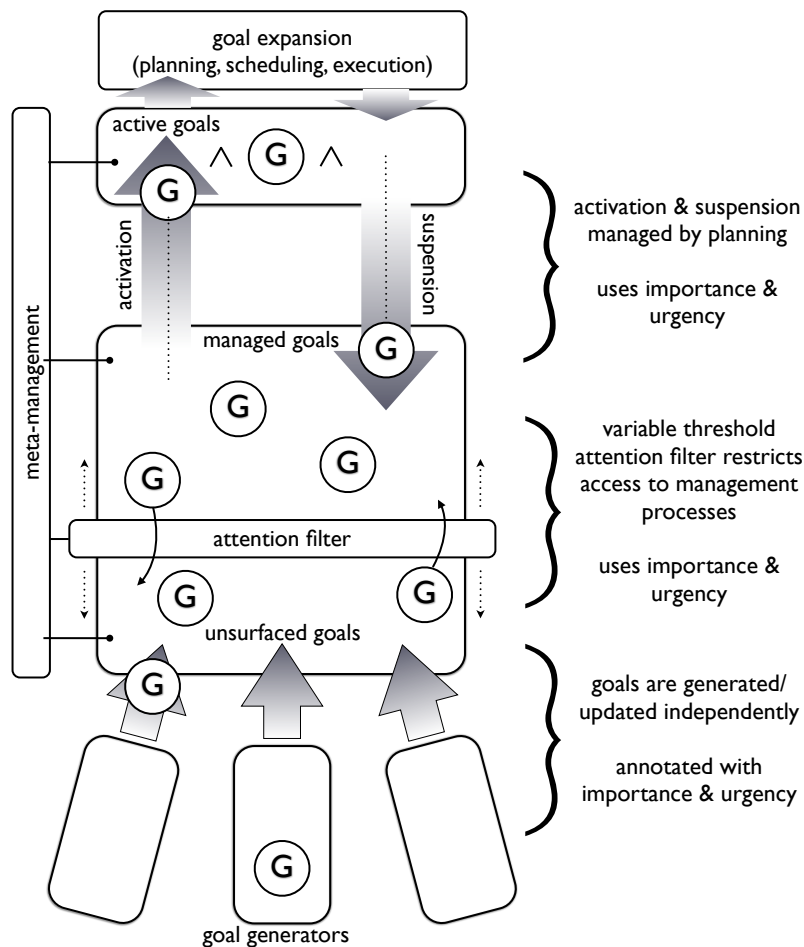 goal expansion
(planning, scheduling, execution)
active goals
G
G
activation
suspension
activation & suspension
managed by planning
uses importance &
urgency
managed goals
G
meta-management
G
G
G
variable threshold
attention filter restricts
access to management
processes
attention filter
uses importance &
urgency
G
G
unsurfaced goals
G
goals are generated/
updated independently
annotated with
importance & urgency
G
goal generators